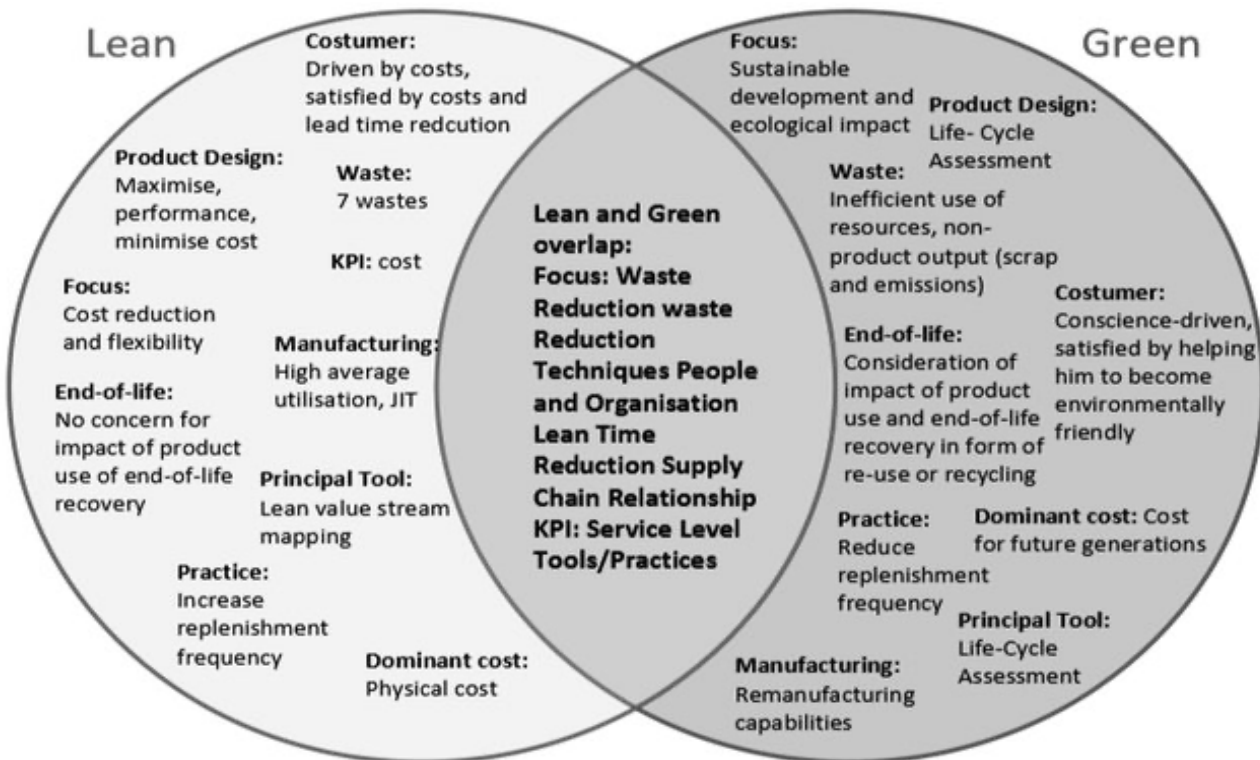 Lean
Costumer:
Driven by costs,
satisfied by costs and
lead time redcution
Product Design:
Maximise,
performance,
minimise cost
Waste:
7 wastes
KPI: cost
Focus:
Cost reduction
and flexibility
Manufacturing:
High average
utilisation, JIT
End-of-life:
No concern for
impact of product
use of end-of-life
recovery
Principal Tool:
Lean value stream
mapping
Practice:
Increase
replenishment
frequency
Dominant cost:
Physical cost
Lean and Green
overlap:
Focus: Waste
Reduction waste
Reduction
Techniques People
and Organisation
Lean Time
Reduction Supply
Chain Relationship
KPI: Service Level
Tools/Practices
Green
Focus:
Sustainable
development and
ecological impact
Product Design:
Life- Cycle
Assessment
Waste:
Inefficient use of
resources, non-
product output (scrap
and emissions)
Costumer:
Conscience-driven,
satisfied by helping
him to become
environmentally
friendly
End-of-life:
Consideration of
impact of product
use and end-of-life
recovery in form of
re-use or recycling
Practice:
Reduce
replenishment
frequency
Dominant cost: Cost
for future generations
Principal Tool:
Life-Cycle
Assessment
Manufacturing:
Remanufacturing
capabilities